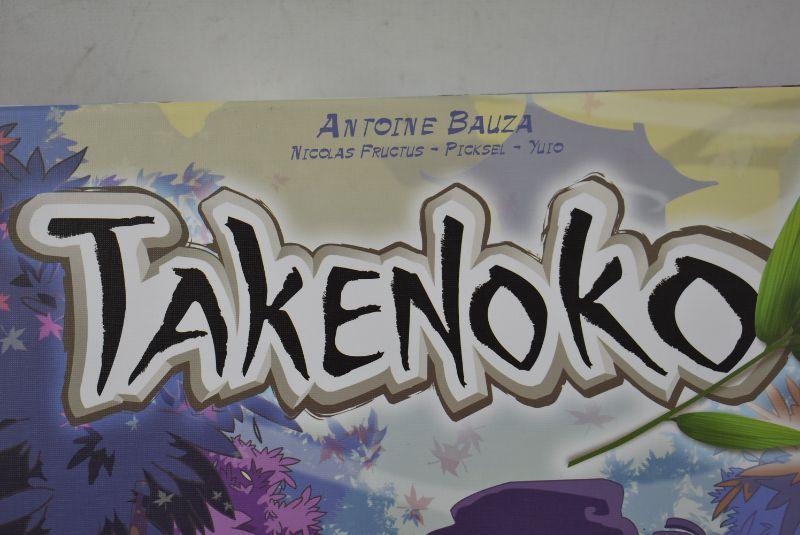 Antoine Bauza
Nicolas Fructus - Picksel - Yuio
Takenoko